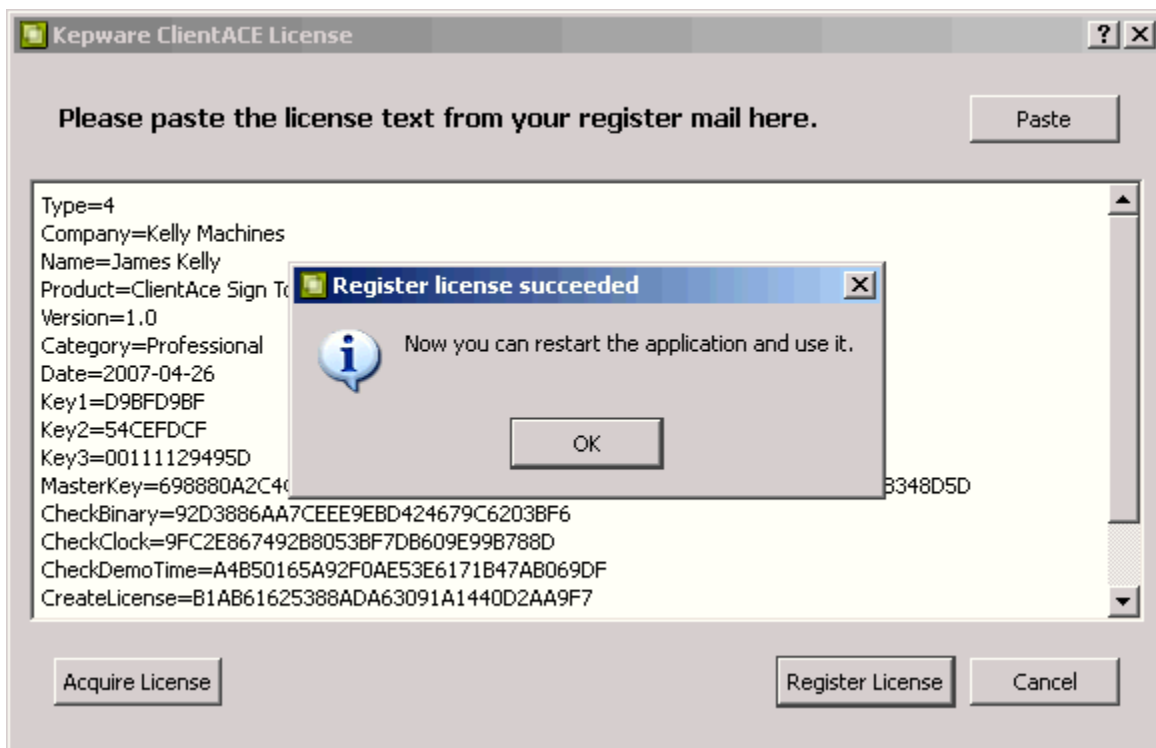 Kepware ClientACE License
Please paste the license text from your register mail here.
Paste
Type=4
Company=Kelly Machines
Name=James Kelly
Product=ClientAce Sign
Version=1.0
Category=Professional
Date=2007-04-26
Key1=D9BFD9BF
Key2=54CEFDCF
Key3=00111129495D
MasterKey=698880A2C4 B348D5D
CheckBinary=92D3886AA7CEEE9EBD424679C6203BF6
CheckClock=9FC2E867492B8053BF7DB609E99B788D
CheckDemoTime=A4B50165A92F0AE53E6171B47AB069DF
CreateLicense=B1AB61625388ADA63091A1440D2AA9F7
Register license succeeded
Now you can restart the application and use it.
OK
Acquire License
Register License
Cancel